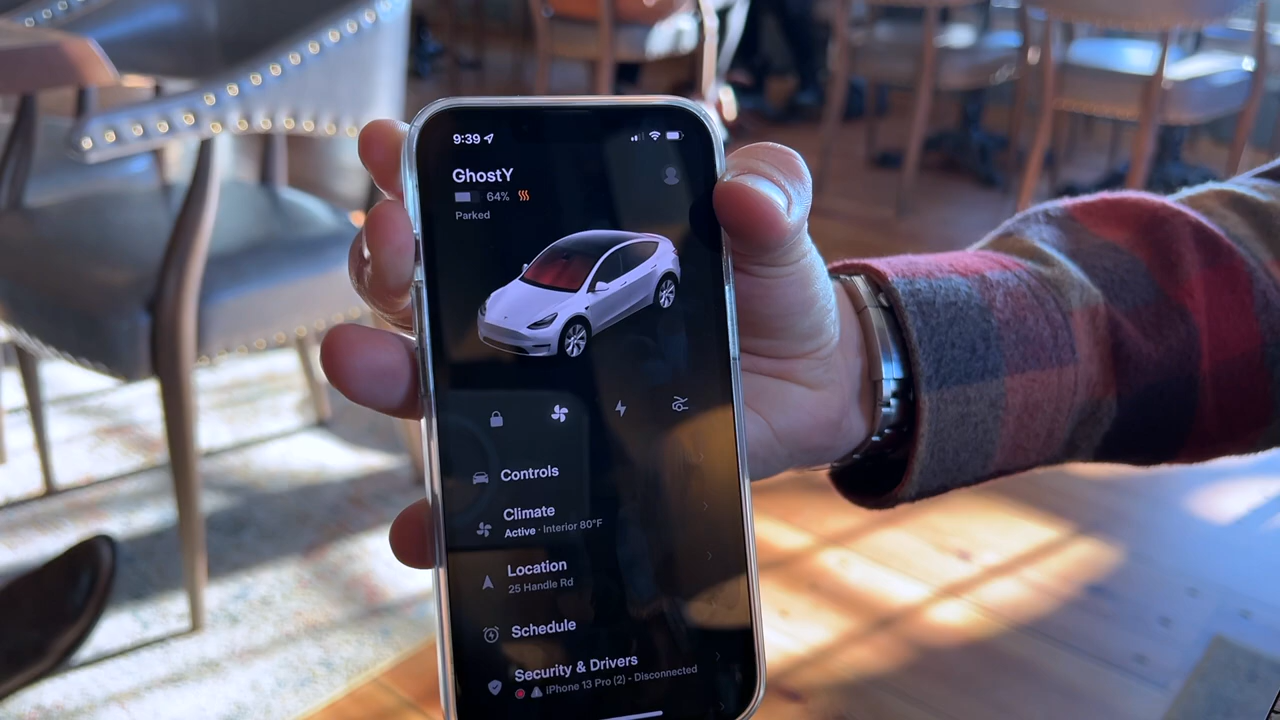 9:39
GhostY
64%
Parked
Controls
Climate
Active · Interior 80°F
Location
25 Handle Rd
Schedule
Security & Drivers
iPhone 13 Pro (2) - Disconnected